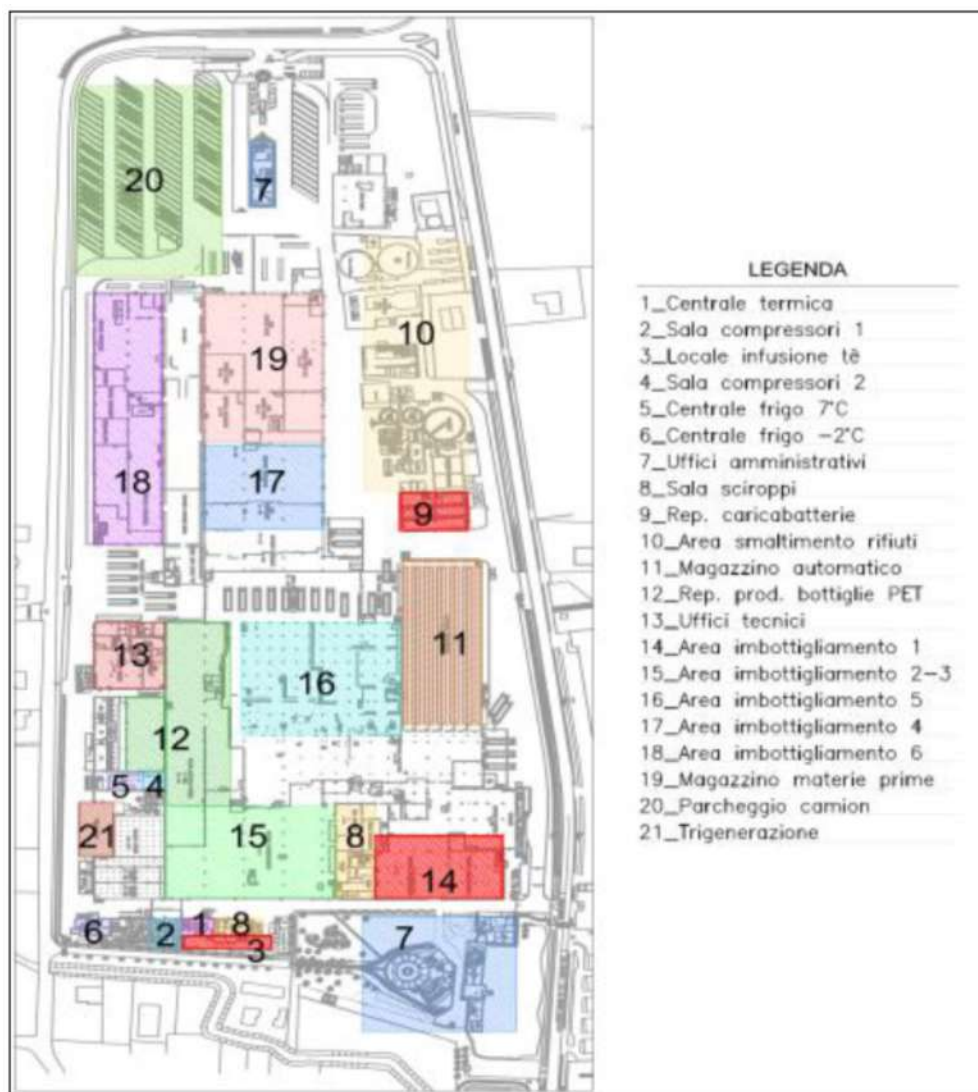 20
7
10
19
18
17
9
11
13
16
12
5
4
21
15
8
14
6
2
1
8
3
7
LEGENDA
1_Centrale termica
2_Sala compressori 1
3_Locale infusione tè
4_Sala compressori 2
5_Centrale frigo 7°C
6_Centrale frigo -2°C
7_Uffici amministrativi
8_Sala sciroppi
9_Rep. caricabatterie
10_Area smaltimento rifiuti
11_Magazzino automatico
12_Rep. prod. bottiglie PET
13_Uffici tecnici
14_Area imbottigliamento 1
15_Area imbottigliamento 2-3
16_Area imbottigliamento 5
17_Area imbottigliamento 4
18_Area imbottigliamento 6
19_Magazzino materie prime
20_Parcheggio camion
21_Trigenerazione